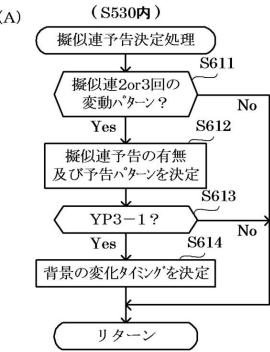 (A)
(S530内)
擬似連予告決定処理
S611
擬似連2or3回の
変動ﾊﾟﾀｰﾝ？
No
Yes
S612
擬似連予告の有無
及び予告ﾊﾟﾀｰﾝを決定
S613
YP3－1？
No
Yes
S614
背景の変化ﾀｲﾐﾝｸﾞを決定
リターン